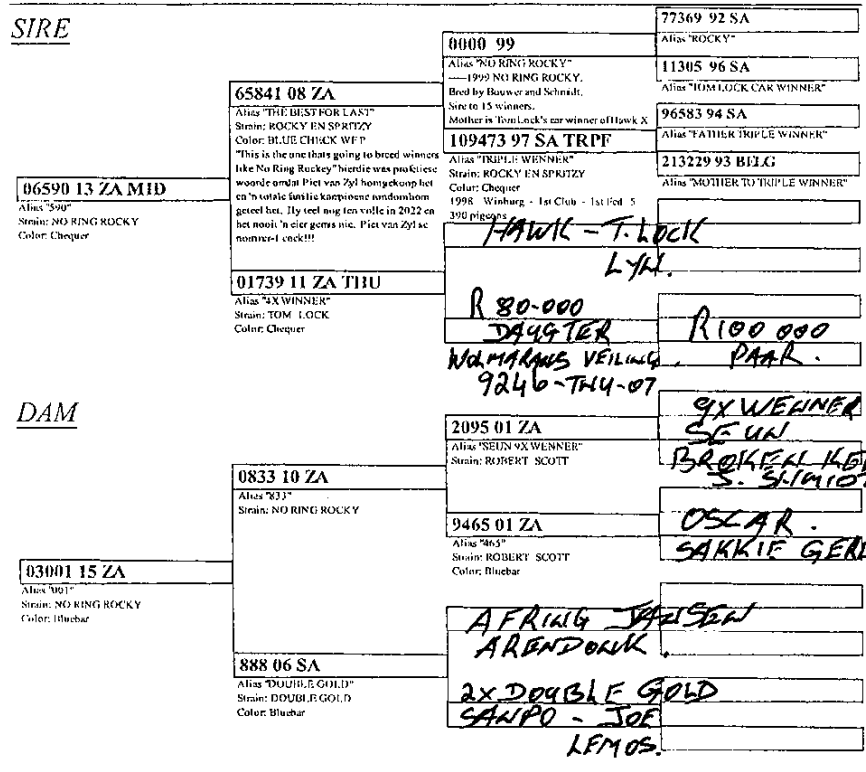 SIRE
77369 92 SA
Alias "ROCKY"
0000 99
Alias "NO RING ROCKY"
----1999 NO RING ROCKY.
Bred by Bouwer and Schmidt.
Sire to 15 winners.
Mother is TomLock's car winner of Hawk X
11305 96 SA
Alias "TOM LOCK CAR WINNER"
65841 08 ZA
Alias "THE BEST FOR LAST"
Strain: ROCKY EN SPRITZY
Color: BLUE CHECK WFP
"This is the one thats going to breed winners
like No Ring Rockey" hierdie was profetiese
woorde omdat Piet van Zyl hom gekoop het
en 'n totale familie kampioene rondom hom
geteel het. Hy teel nog ten volle in 2022 en
het nooit 'n eier gemis nie. Piet van Zyl se
nommer-1 cock!!!
96583 94 SA
Alias "FATHER TRIPLE WINNER"
109473 97 SA TRPF
Alias "TRIPLE WENNER"
Strain: ROCKY EN SPRITZY
Color: Chequer
1998 Winburg - 1st Club - 1st Fed 5
390 pigeons
213229 93 BELG
Alias "MOTHER TO TRIPLE WINNER"
06590 13 ZA MID
Alias "590"
Strain: NO RING ROCKY
Color: Chequer
HAWK - T. LOCK
LYN.
01739 11 ZA THU
Alias "4X WINNER"
Strain: TOM LOCK
Color: Chequer
R 80-000
DAUGTER
WOLMARANS VEILING.
9246-THU-07
R100 000
PAAR.
DAM
9X WENNER
SEUN
BROKEN
S. SHMIDT
2095 01 ZA
Alias "SEUN 9X WENNER"
Strain: ROBERT SCOTT
0833 10 ZA
Alias "833"
Strain: NO RING ROCKY
9465 01 ZA
Alias "465"
Strain: ROBERT SCOTT
Color: Bluebar
OSCAR.
SAKKIE
03001 15 ZA
Alias "001"
Strain: NO RING ROCKY
Color: Bluebar
AFRING JANSEN
ARENDONK.
888 06 SA
Alias "DOUBLE GOLD"
Strain: DOUBLE GOLD
Color: Bluebar
2X DOUBLE GOLD
SANPO - JOE
LEMOS.